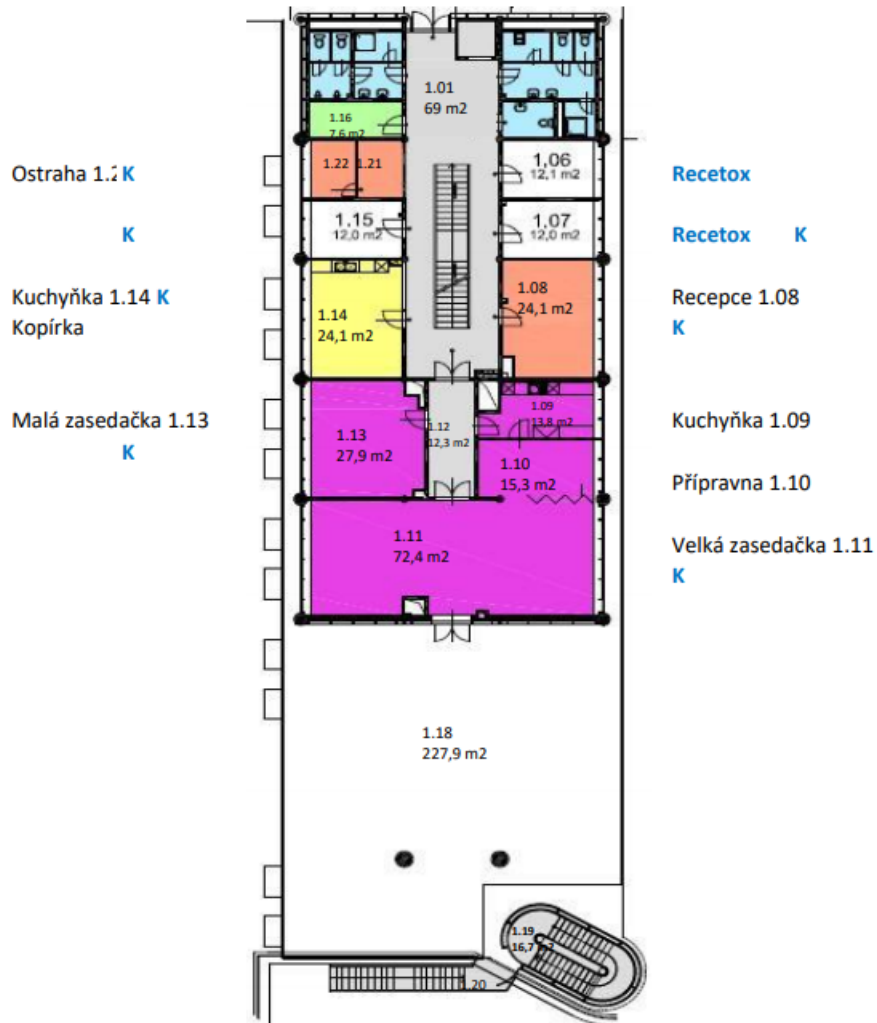 1.01
69 m2
1.16
7,6 m2
Ostraha 1.2 K
1.22
1.21
1,06
12,1 m2
Recetox
K
1.15
12,0 m2
1.07
12,0 m2
Recetox K
Kuchyňka 1.14 K
Kopírka
1.14
24,1 m2
1.08
24,1 m2
Recepce 1.08
K
Malá zasedačka 1.13
K
1.13
27,9 m2
1.12
12,3 m2
1.09
13,8 m2
Kuchyňka 1.09
1.10
15,3 m2
Přípravna 1.10
1.11
72,4 m2
Velká zasedačka 1.11
K
1.18
227,9 m2
1.19
16,7 m2
1.20